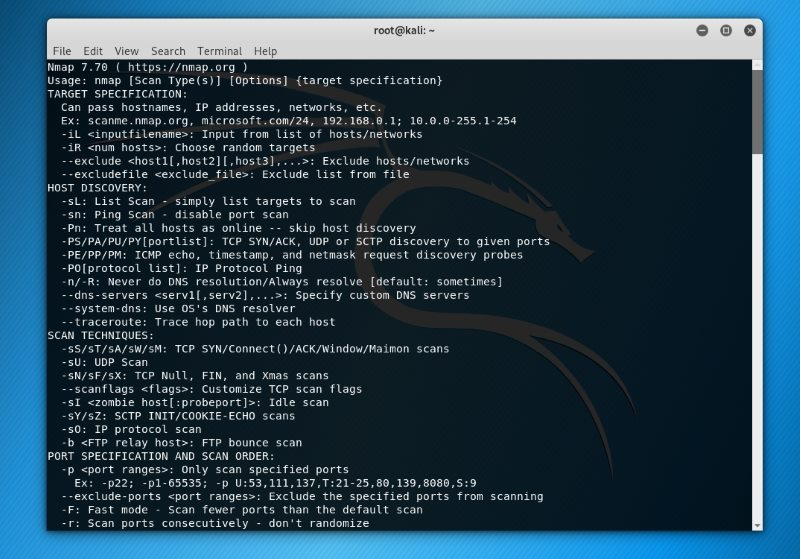 root@kali: ~
File Edit View Search Terminal Help
Nmap 7.70 ( https://nmap.org )
Usage: nmap [Scan Type(s)] [Options] {target specification}
TARGET SPECIFICATION:
  Can pass hostnames, IP addresses, networks, etc.
  Ex: scanme.nmap.org, microsoft.com/24, 192.168.0.1; 10.0.0-255.1-254
  -iL <inputfilename>: Input from list of hosts/networks
  -iR <num hosts>: Choose random targets
  --exclude <host1[,host2][,host3],...>: Exclude hosts/networks
  --excludefile <exclude_file>: Exclude list from file
HOST DISCOVERY:
  -sL: List Scan - simply list targets to scan
  -sn: Ping Scan - disable port scan
  -Pn: Treat all hosts as online -- skip host discovery
  -PS/PA/PU/PY[portlist]: TCP SYN/ACK, UDP or SCTP discovery to given ports
  -PE/PP/PM: ICMP echo, timestamp, and netmask request discovery probes
  -PO[protocol list]: IP Protocol Ping
  -n/-R: Never do DNS resolution/Always resolve [default: sometimes]
  --dns-servers <serv1[,serv2],...>: Specify custom DNS servers
  --system-dns: Use OS's DNS resolver
  --traceroute: Trace hop path to each host
SCAN TECHNIQUES:
  -sS/sT/sA/sW/sM: TCP SYN/Connect()/ACK/Window/Maimon scans
  -sU: UDP Scan
  -sN/sF/sX: TCP Null, FIN, and Xmas scans
  --scanflags <flags>: Customize TCP scan flags
  -sI <zombie host[:probeport]>: Idle scan
  -sY/sZ: SCTP INIT/COOKIE-ECHO scans
  -sO: IP protocol scan
  -b <FTP relay host>: FTP bounce scan
PORT SPECIFICATION AND SCAN ORDER:
  -p <port ranges>: Only scan specified ports
    Ex: -p22; -p1-65535; -p U:53,111,137,T:21-25,80,139,8080,S:9
  --exclude-ports <port ranges>: Exclude the specified ports from scanning
  -F: Fast mode - Scan fewer ports than the default scan
  -r: Scan ports consecutively - don't randomize